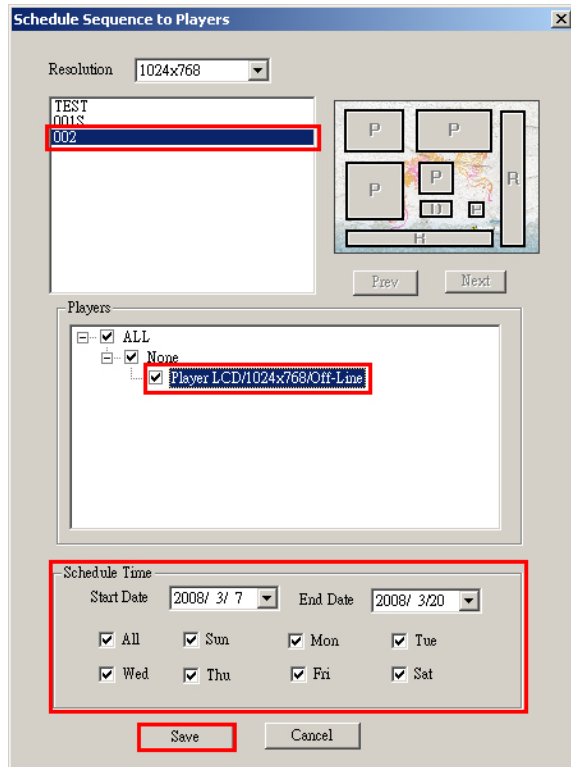 Schedule Sequence to Players
Resolution 1024x768
TEST
001S
002
P P
P P R
D P
R
Prev Next
Players
ALL
None
Player LCD/1024x768/Off-Line
Schedule Time
Start Date 2008/ 3/ 7 End Date 2008/ 3/20
All Sun Mon Tue
Wed Thu Fri Sat
Save Cancel